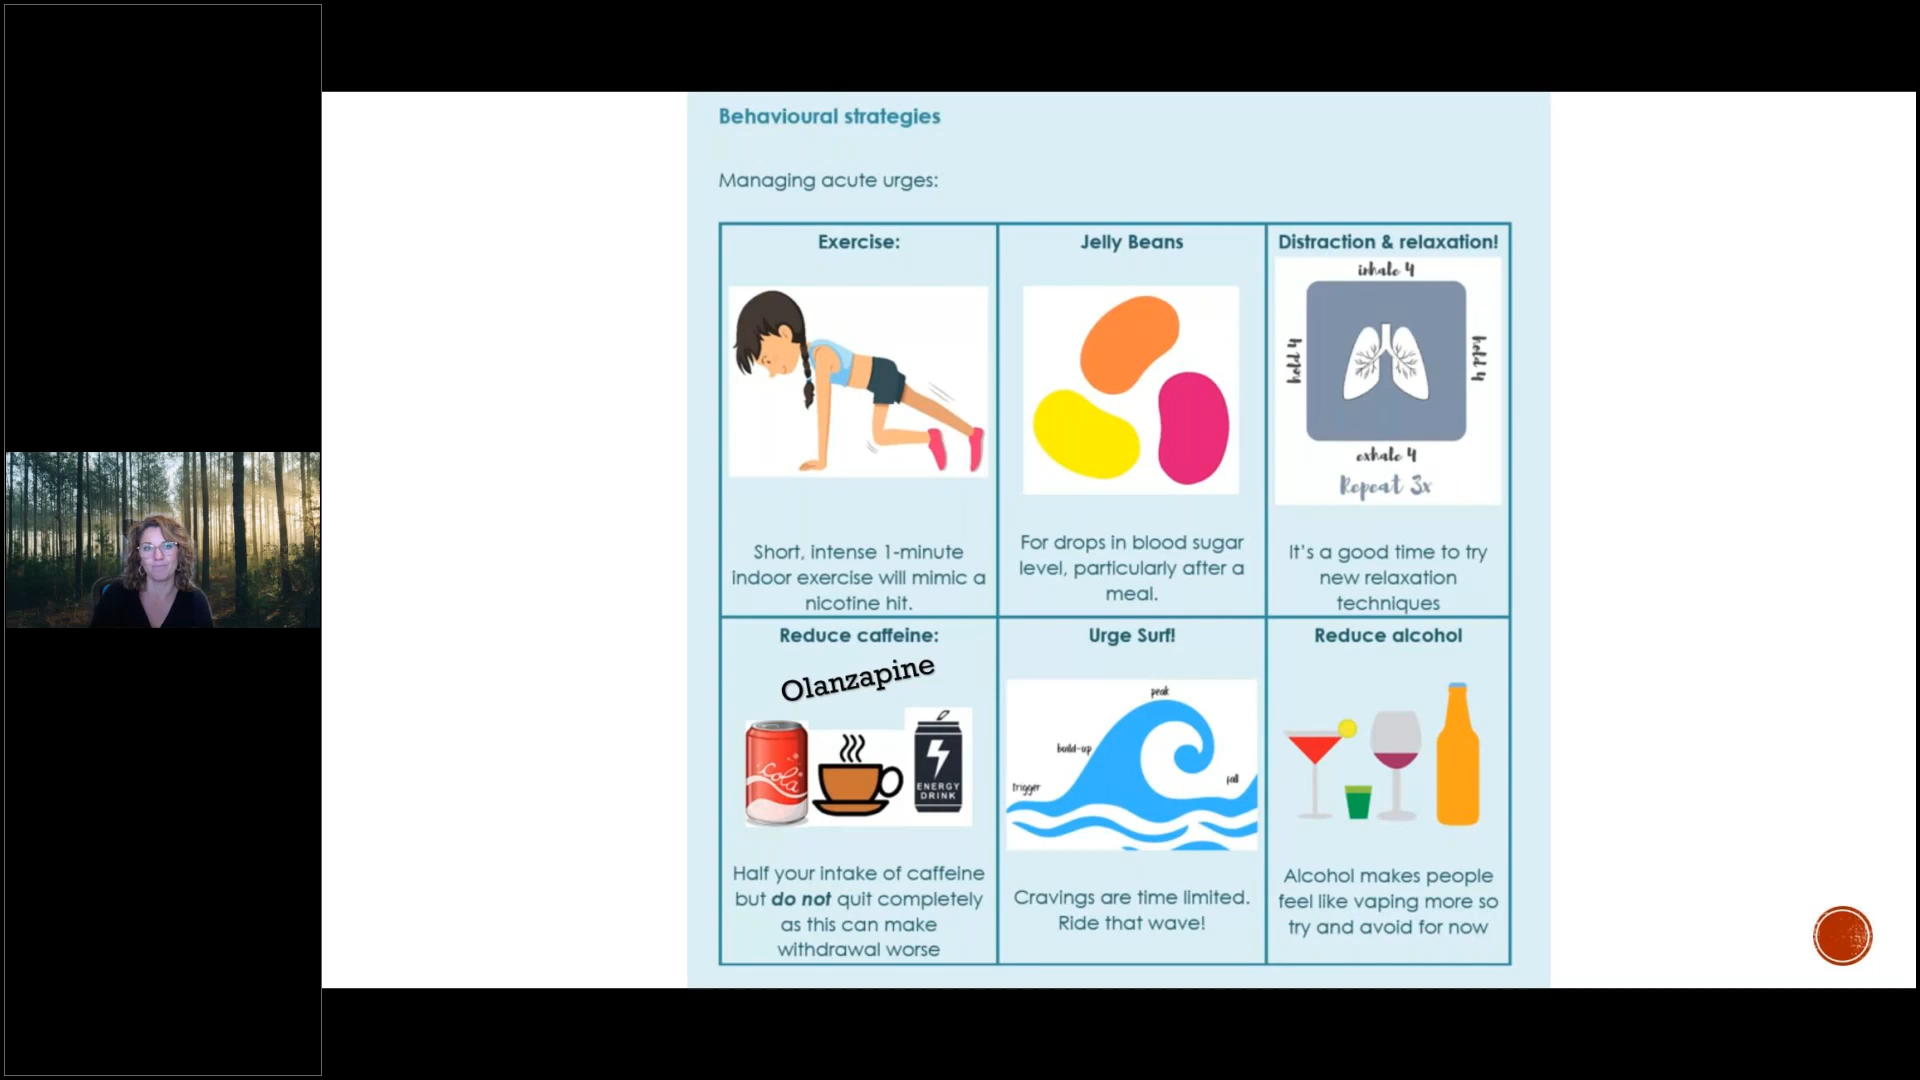 Behavioural strategies
Managing acute urges:
Exercise:
Short, intense 1-minute
indoor exercise will mimic a
nicotine hit.
Jelly Beans
For drops in blood sugar
level, particularly after a
meal.
Distraction & relaxation!
inhale 4
hold 4
hold 4
exhale 4
Repeat 3x
It's a good time to try
new relaxation
techniques
Reduce caffeine:
Olanzapine
Cola
ENERGY
DRINK
Half your intake of caffeine
but do not quit completely
as this can make
withdrawal worse
Urge Surf!
peak
build-up
trigger
fall
Cravings are time limited.
Ride that wave!
Reduce alcohol
Alcohol makes people
feel like vaping more so
try and avoid for now